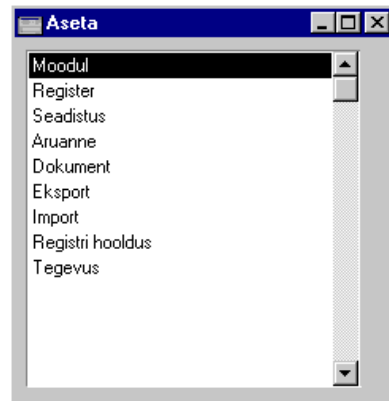 Aseta
Moodul
Register
Seadistus
Aruanne
Dokument
Eksport
Import
Registri hooldus
Tegevus